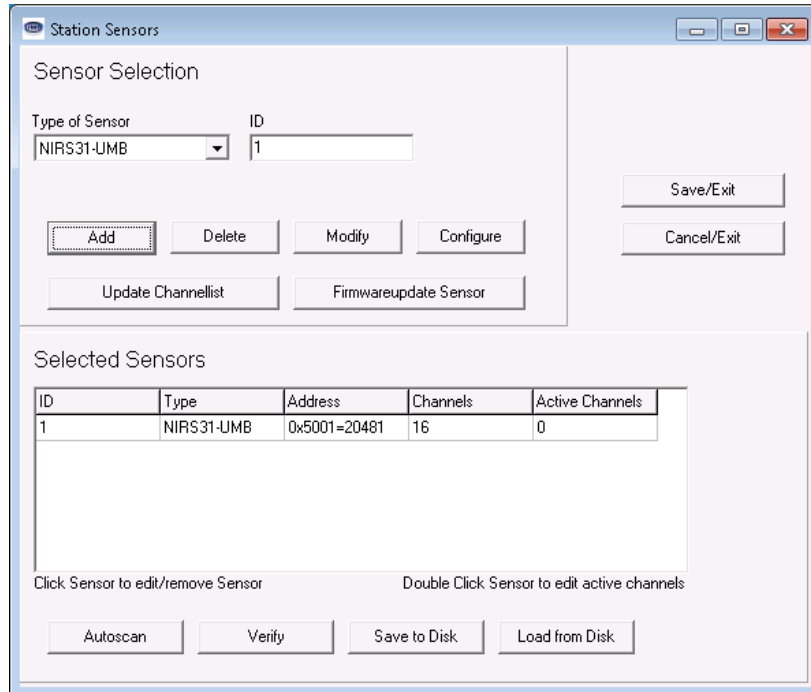 Station Sensors
Sensor Selection
Type of Sensor ID
NIRS31-UMB 1
Save/Exit
Add Delete Modify Configure Cancel/Exit
Update Channellist Firmwareupdate Sensor
Selected Sensors
ID Type Address Channels Active Channels
1 NIRS31-UMB 0x5001=20481 16 0
Click Sensor to edit/remove Sensor Double Click Sensor to edit active channels
Autoscan Verify Save to Disk Load from Disk